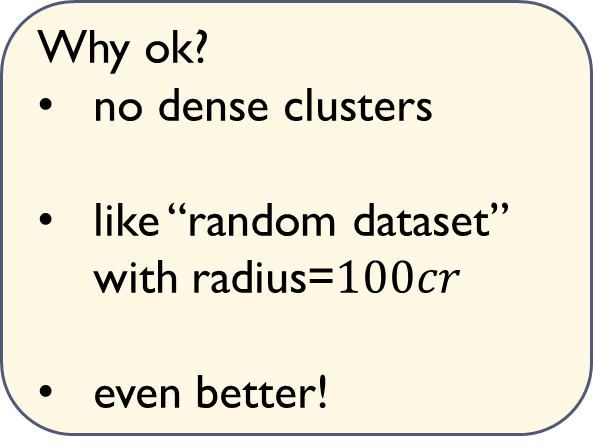 Why ok?
• no dense clusters
• like “random dataset”
with radius=100𝑐𝑟
• even better!